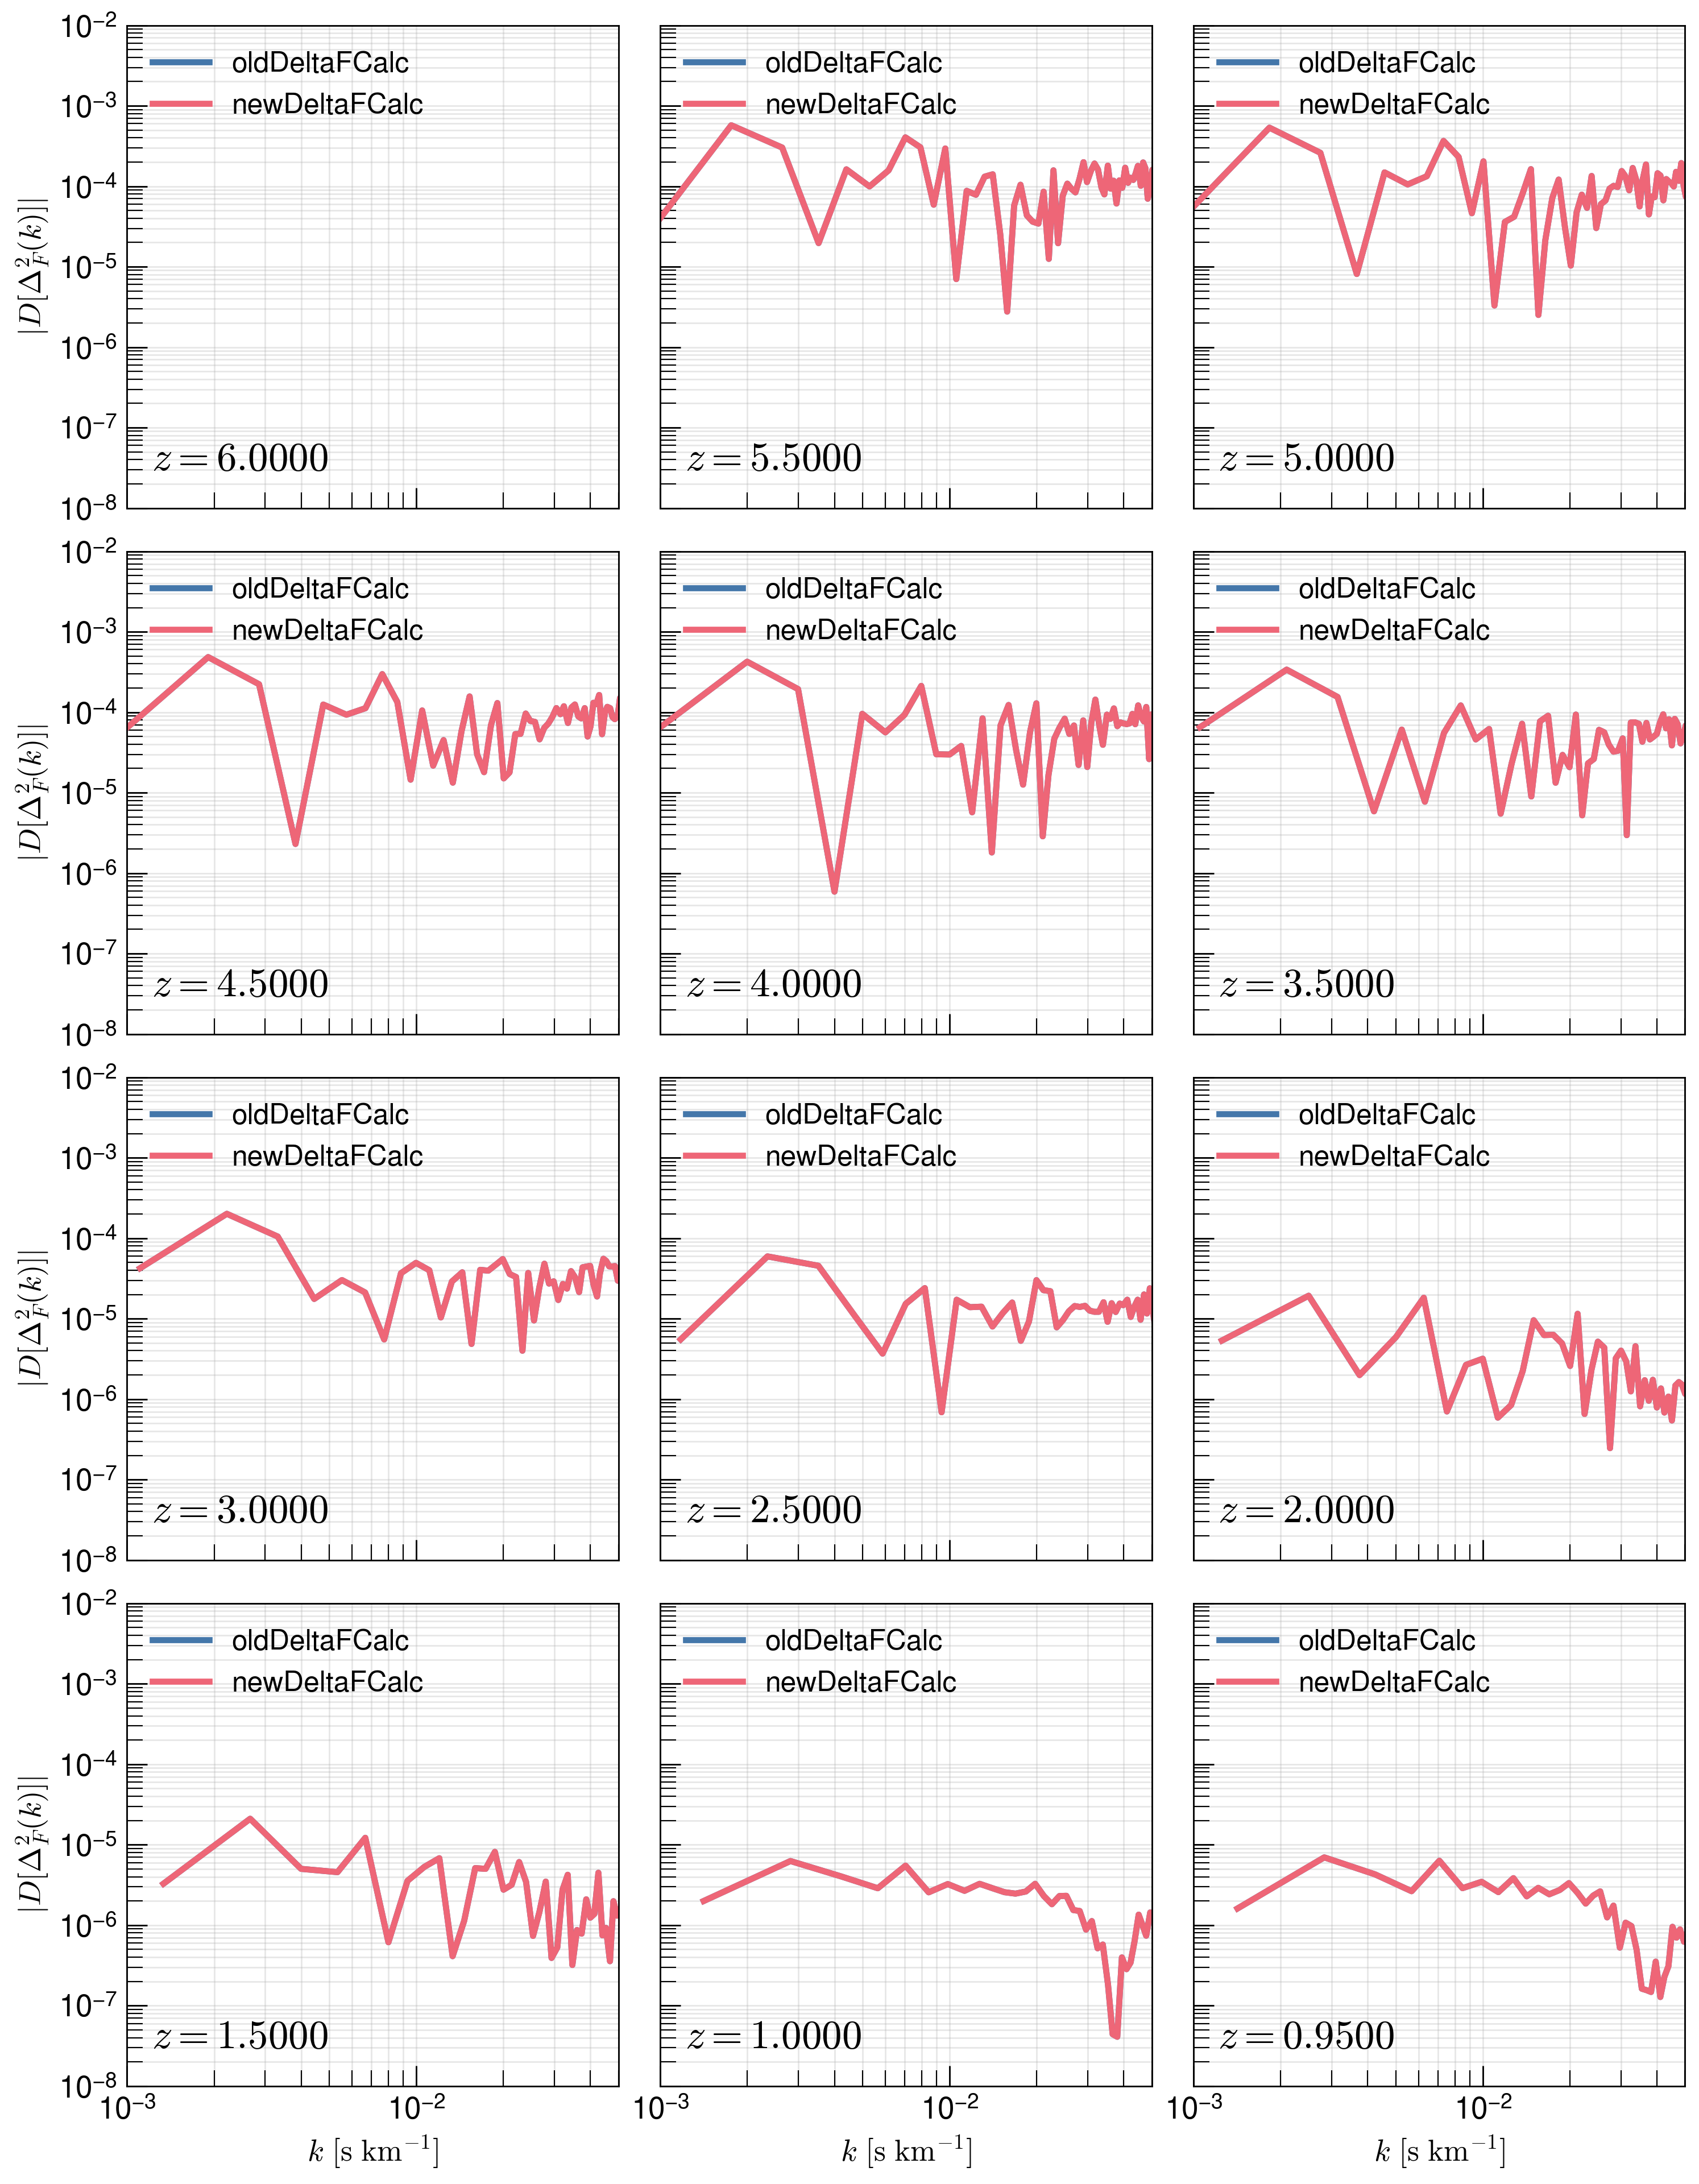 10⁻²
10⁻³
10⁻⁴
10⁻⁵
10⁻⁶
10⁻⁷
10⁻⁸
|D[Δ²_F(k)]|
oldDeltaFCalc
newDeltaFCalc
z = 6.0000
oldDeltaFCalc
newDeltaFCalc
z = 5.5000
oldDeltaFCalc
newDeltaFCalc
z = 5.0000
10⁻²
10⁻³
10⁻⁴
10⁻⁵
10⁻⁶
10⁻⁷
10⁻⁸
|D[Δ²_F(k)]|
oldDeltaFCalc
newDeltaFCalc
z = 4.5000
oldDeltaFCalc
newDeltaFCalc
z = 4.0000
oldDeltaFCalc
newDeltaFCalc
z = 3.5000
10⁻²
10⁻³
10⁻⁴
10⁻⁵
10⁻⁶
10⁻⁷
10⁻⁸
|D[Δ²_F(k)]|
oldDeltaFCalc
newDeltaFCalc
z = 3.0000
oldDeltaFCalc
newDeltaFCalc
z = 2.5000
oldDeltaFCalc
newDeltaFCalc
z = 2.0000
10⁻²
10⁻³
10⁻⁴
10⁻⁵
10⁻⁶
10⁻⁷
10⁻⁸
|D[Δ²_F(k)]|
oldDeltaFCalc
newDeltaFCalc
z = 1.5000
oldDeltaFCalc
newDeltaFCalc
z = 1.0000
oldDeltaFCalc
newDeltaFCalc
z = 0.9500
10⁻³ 10⁻² 10⁻³ 10⁻² 10⁻³ 10⁻²
k [s km⁻¹] k [s km⁻¹] k [s km⁻¹]